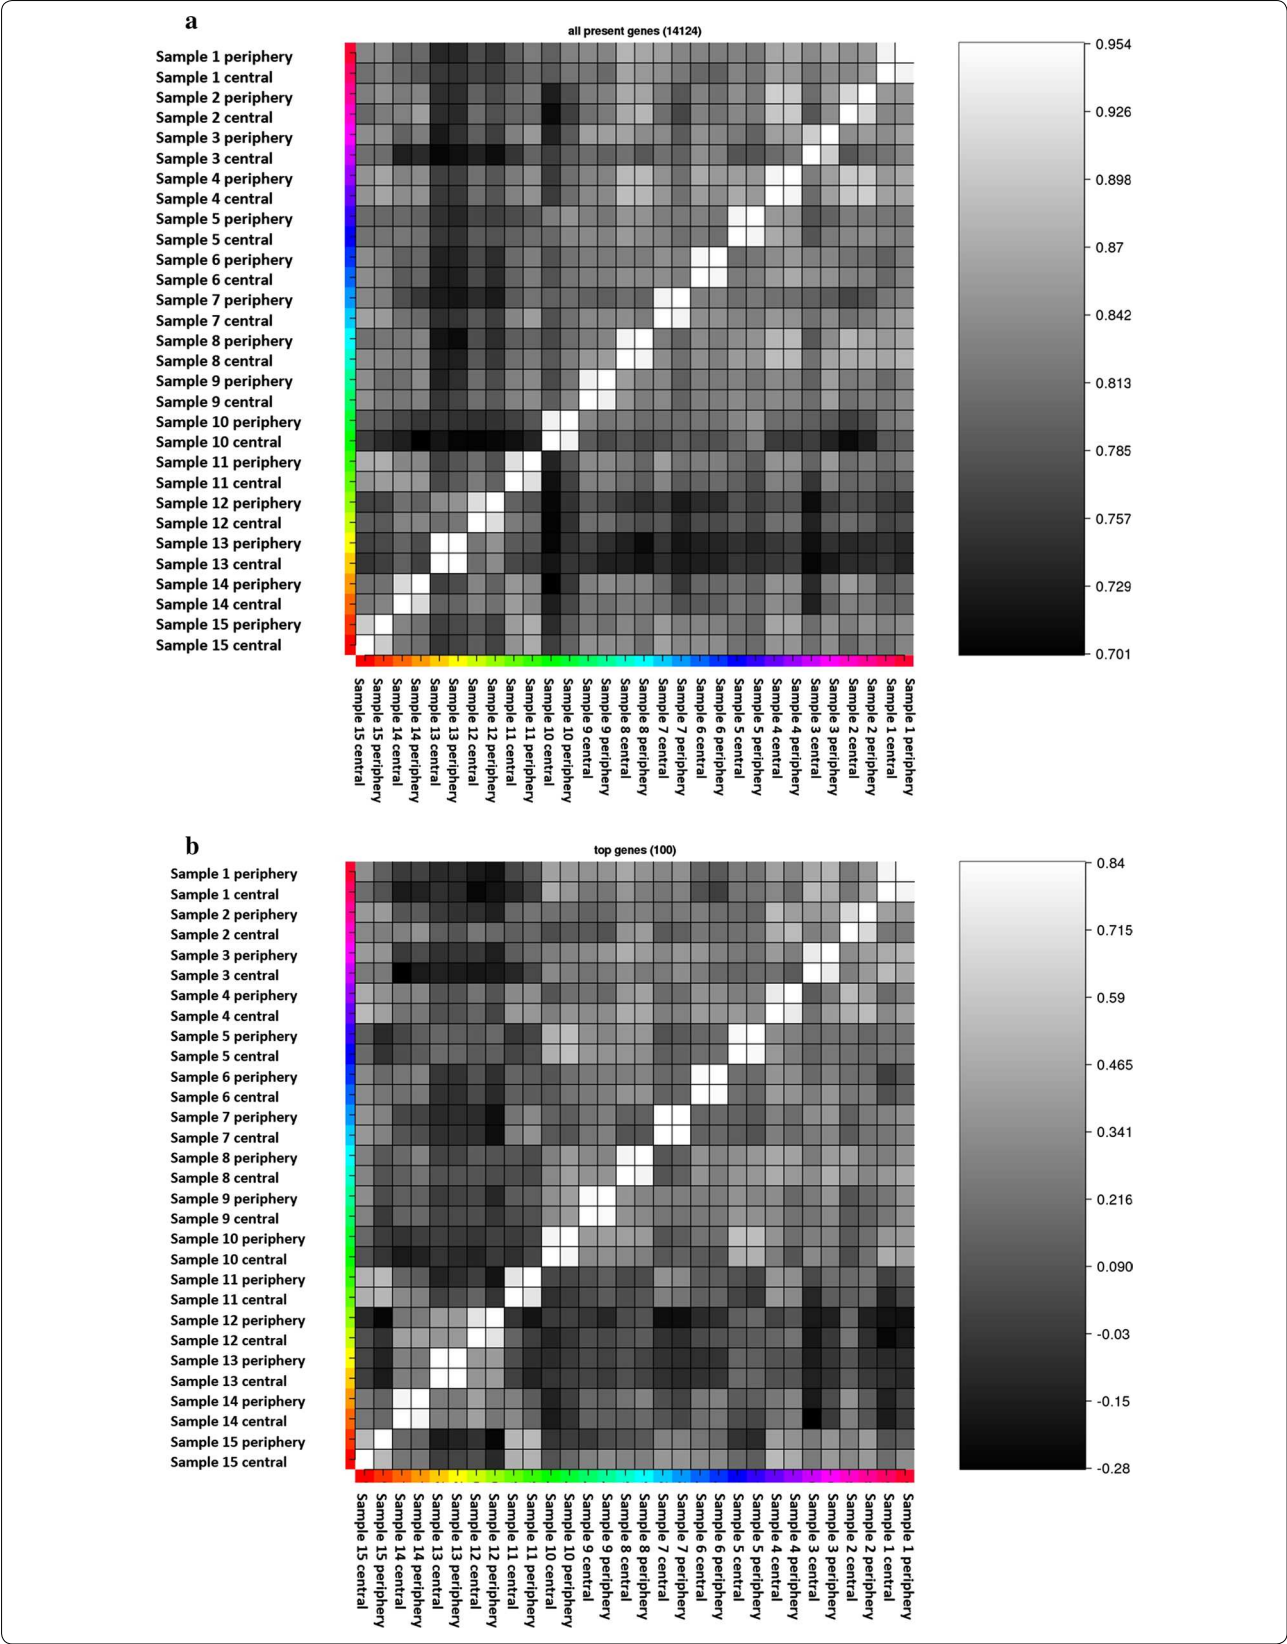 a
all present genes (14124)
Sample 1 periphery
Sample 1 central
Sample 2 periphery
Sample 2 central
Sample 3 periphery
Sample 3 central
Sample 4 periphery
Sample 4 central
Sample 5 periphery
Sample 5 central
Sample 6 periphery
Sample 6 central
Sample 7 periphery
Sample 7 central
Sample 8 periphery
Sample 8 central
Sample 9 periphery
Sample 9 central
Sample 10 periphery
Sample 10 central
Sample 11 periphery
Sample 11 central
Sample 12 periphery
Sample 12 central
Sample 13 periphery
Sample 13 central
Sample 14 periphery
Sample 14 central
Sample 15 periphery
Sample 15 central
0.954
0.926
0.898
0.87
0.842
0.813
0.785
0.757
0.729
0.701
Sample 15 central
Sample 15 periphery
Sample 14 central
Sample 14 periphery
Sample 13 central
Sample 13 periphery
Sample 12 central
Sample 12 periphery
Sample 11 central
Sample 11 periphery
Sample 10 central
Sample 10 periphery
Sample 9 central
Sample 9 periphery
Sample 8 central
Sample 8 periphery
Sample 7 central
Sample 7 periphery
Sample 6 central
Sample 6 periphery
Sample 5 central
Sample 5 periphery
Sample 4 central
Sample 4 periphery
Sample 3 central
Sample 3 periphery
Sample 2 central
Sample 2 periphery
Sample 1 central
Sample 1 periphery
b
top genes (100)
Sample 1 periphery
Sample 1 central
Sample 2 periphery
Sample 2 central
Sample 3 periphery
Sample 3 central
Sample 4 periphery
Sample 4 central
Sample 5 periphery
Sample 5 central
Sample 6 periphery
Sample 6 central
Sample 7 periphery
Sample 7 central
Sample 8 periphery
Sample 8 central
Sample 9 periphery
Sample 9 central
Sample 10 periphery
Sample 10 central
Sample 11 periphery
Sample 11 central
Sample 12 periphery
Sample 12 central
Sample 13 periphery
Sample 13 central
Sample 14 periphery
Sample 14 central
Sample 15 periphery
Sample 15 central
0.84
0.715
0.59
0.465
0.341
0.216
0.090
-0.03
-0.15
-0.28
Sample 15 central
Sample 15 periphery
Sample 14 central
Sample 14 periphery
Sample 13 central
Sample 13 periphery
Sample 12 central
Sample 12 periphery
Sample 11 central
Sample 11 periphery
Sample 10 central
Sample 10 periphery
Sample 9 central
Sample 9 periphery
Sample 8 central
Sample 8 periphery
Sample 7 central
Sample 7 periphery
Sample 6 central
Sample 6 periphery
Sample 5 central
Sample 5 periphery
Sample 4 central
Sample 4 periphery
Sample 3 central
Sample 3 periphery
Sample 2 central
Sample 2 periphery
Sample 1 central
Sample 1 periphery